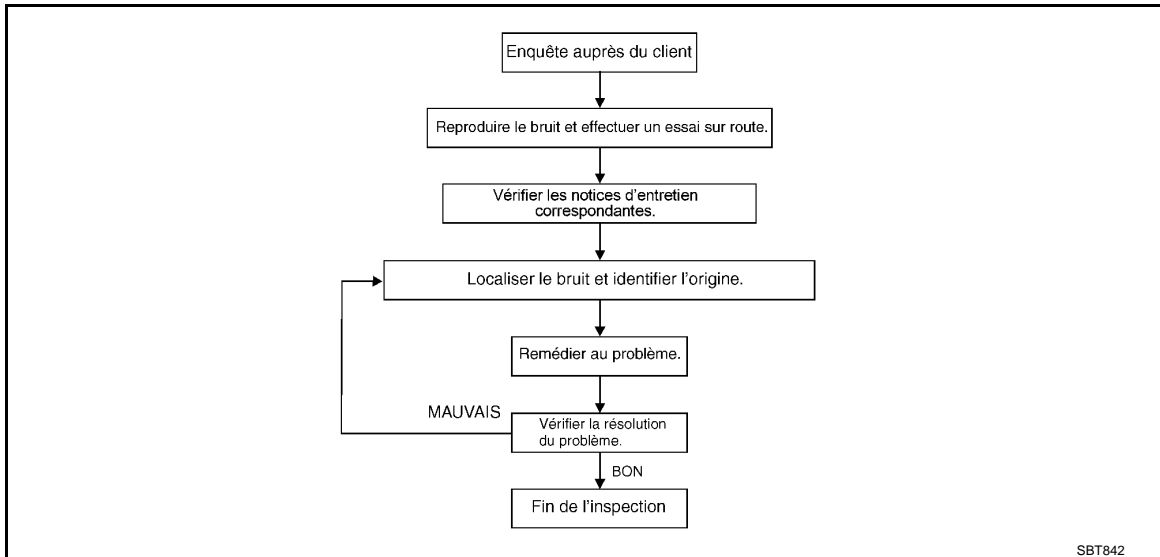 Enquête auprès du client
Reproduire le bruit et effectuer un essai sur route.
Vérifier les notices d'entretien
correspondantes.
Localiser le bruit et identifier l'origine.
Remédier au problème.
MAUVAIS
Vérifier la résolution
du problème.
BON
Fin de l'inspection
SBT842